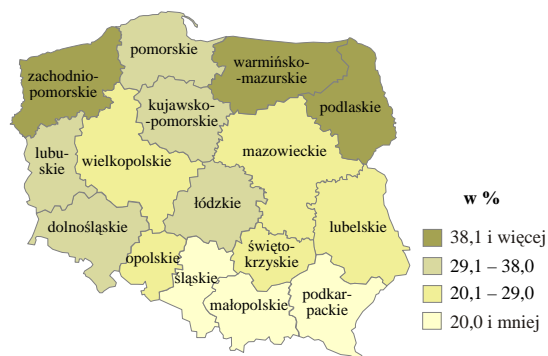 pomorskie
zachodnio-
pomorskie
warmińsko-
-mazurskie
podlaskie
kujawsko-
-pomorskie
lubu-
skie
wielkopolskie
mazowieckie
łódzkie
dolnośląskie
lubelskie
opolskie
święto-
krzyskie
śląskie
małopolskie
podkar-
packie
w %
38,1 i więcej
29,1 – 38,0
20,1 – 29,0
20,0 i mniej